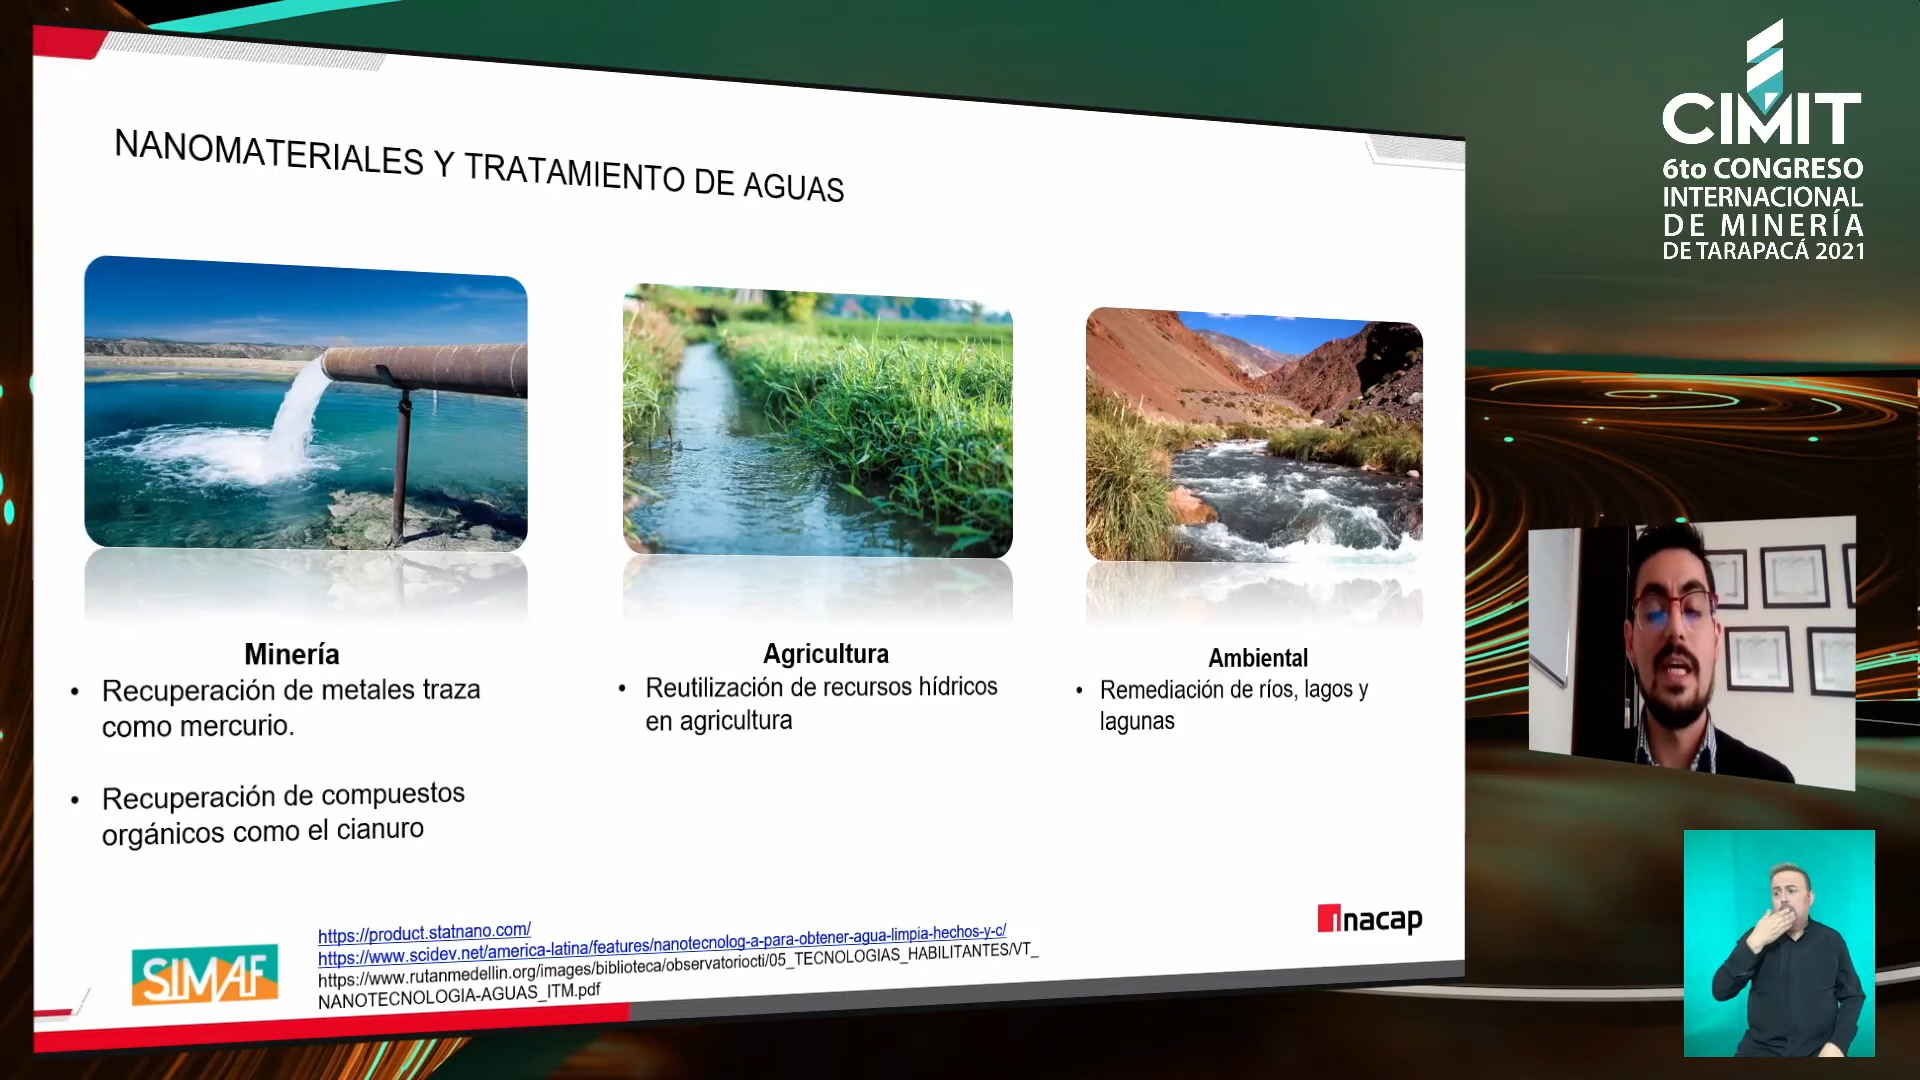 NANOMATERIALES Y TRATAMIENTO DE AGUAS
Minería
• Recuperación de metales traza
como mercurio.
• Recuperación de compuestos
orgánicos como el cianuro
Agricultura
• Reutilización de recursos hídricos
en agricultura
Ambiental
• Remediación de ríos, lagos y
lagunas
SIMAF
https://product.statnano.com/
https://www.scidev.net/america-latina/features/nanotecnolog-a-para-obtener-agua-limpia-hechos-y-c/
https://www.rutanmedellin.org/images/biblioteca/observatoriocti/05_TECNOLOGIAS_HABILITANTES/VT_
NANOTECNOLOGIA-AGUAS_ITM.pdf
inacap
CIMIT
6to CONGRESO
INTERNACIONAL
DE MINERÍA
DE TARAPACÁ 2021